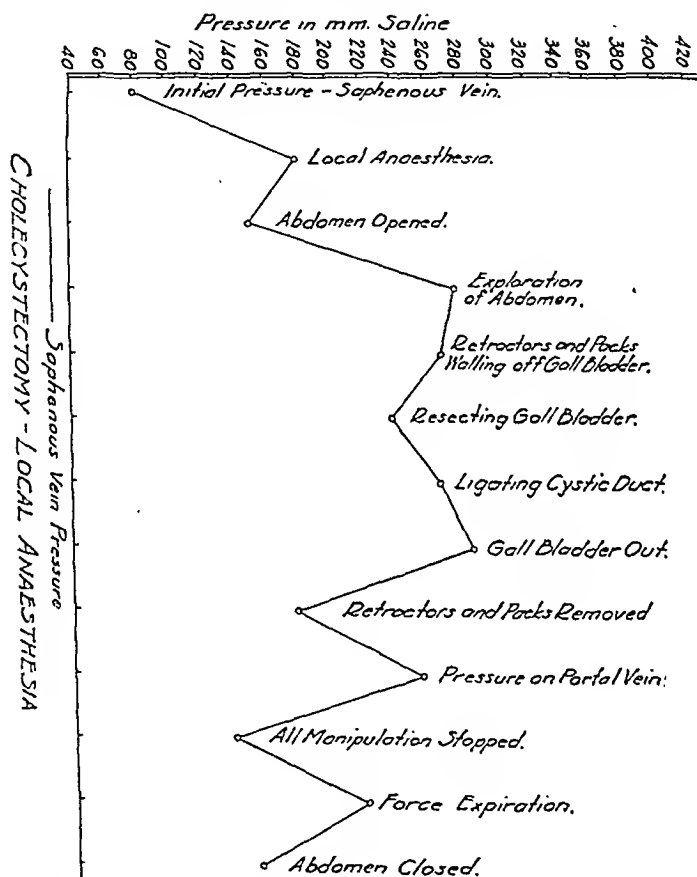 Pressure in mm. Saline
40 60 80 100 120 140 160 180 200 220 240 260 280 300 320 340 360 380 400 420
Initial Pressure - Saphenous Vein.
Local Anaesthesia.
Abdomen Opened.
Exploration
of Abdomen.
Retractors and Packs
Walling off Gall Bladder.
Resecting Gall Bladder.
Ligating Cystic Duct.
Gall Bladder Out.
Retractors and Packs Removed
Pressure on Portal Vein.
All Manipulation Stopped.
Force Expiration.
Abdomen Closed.
Saphenous Vein Pressure
CHOLECYSTECTOMY - LOCAL ANAESTHESIA